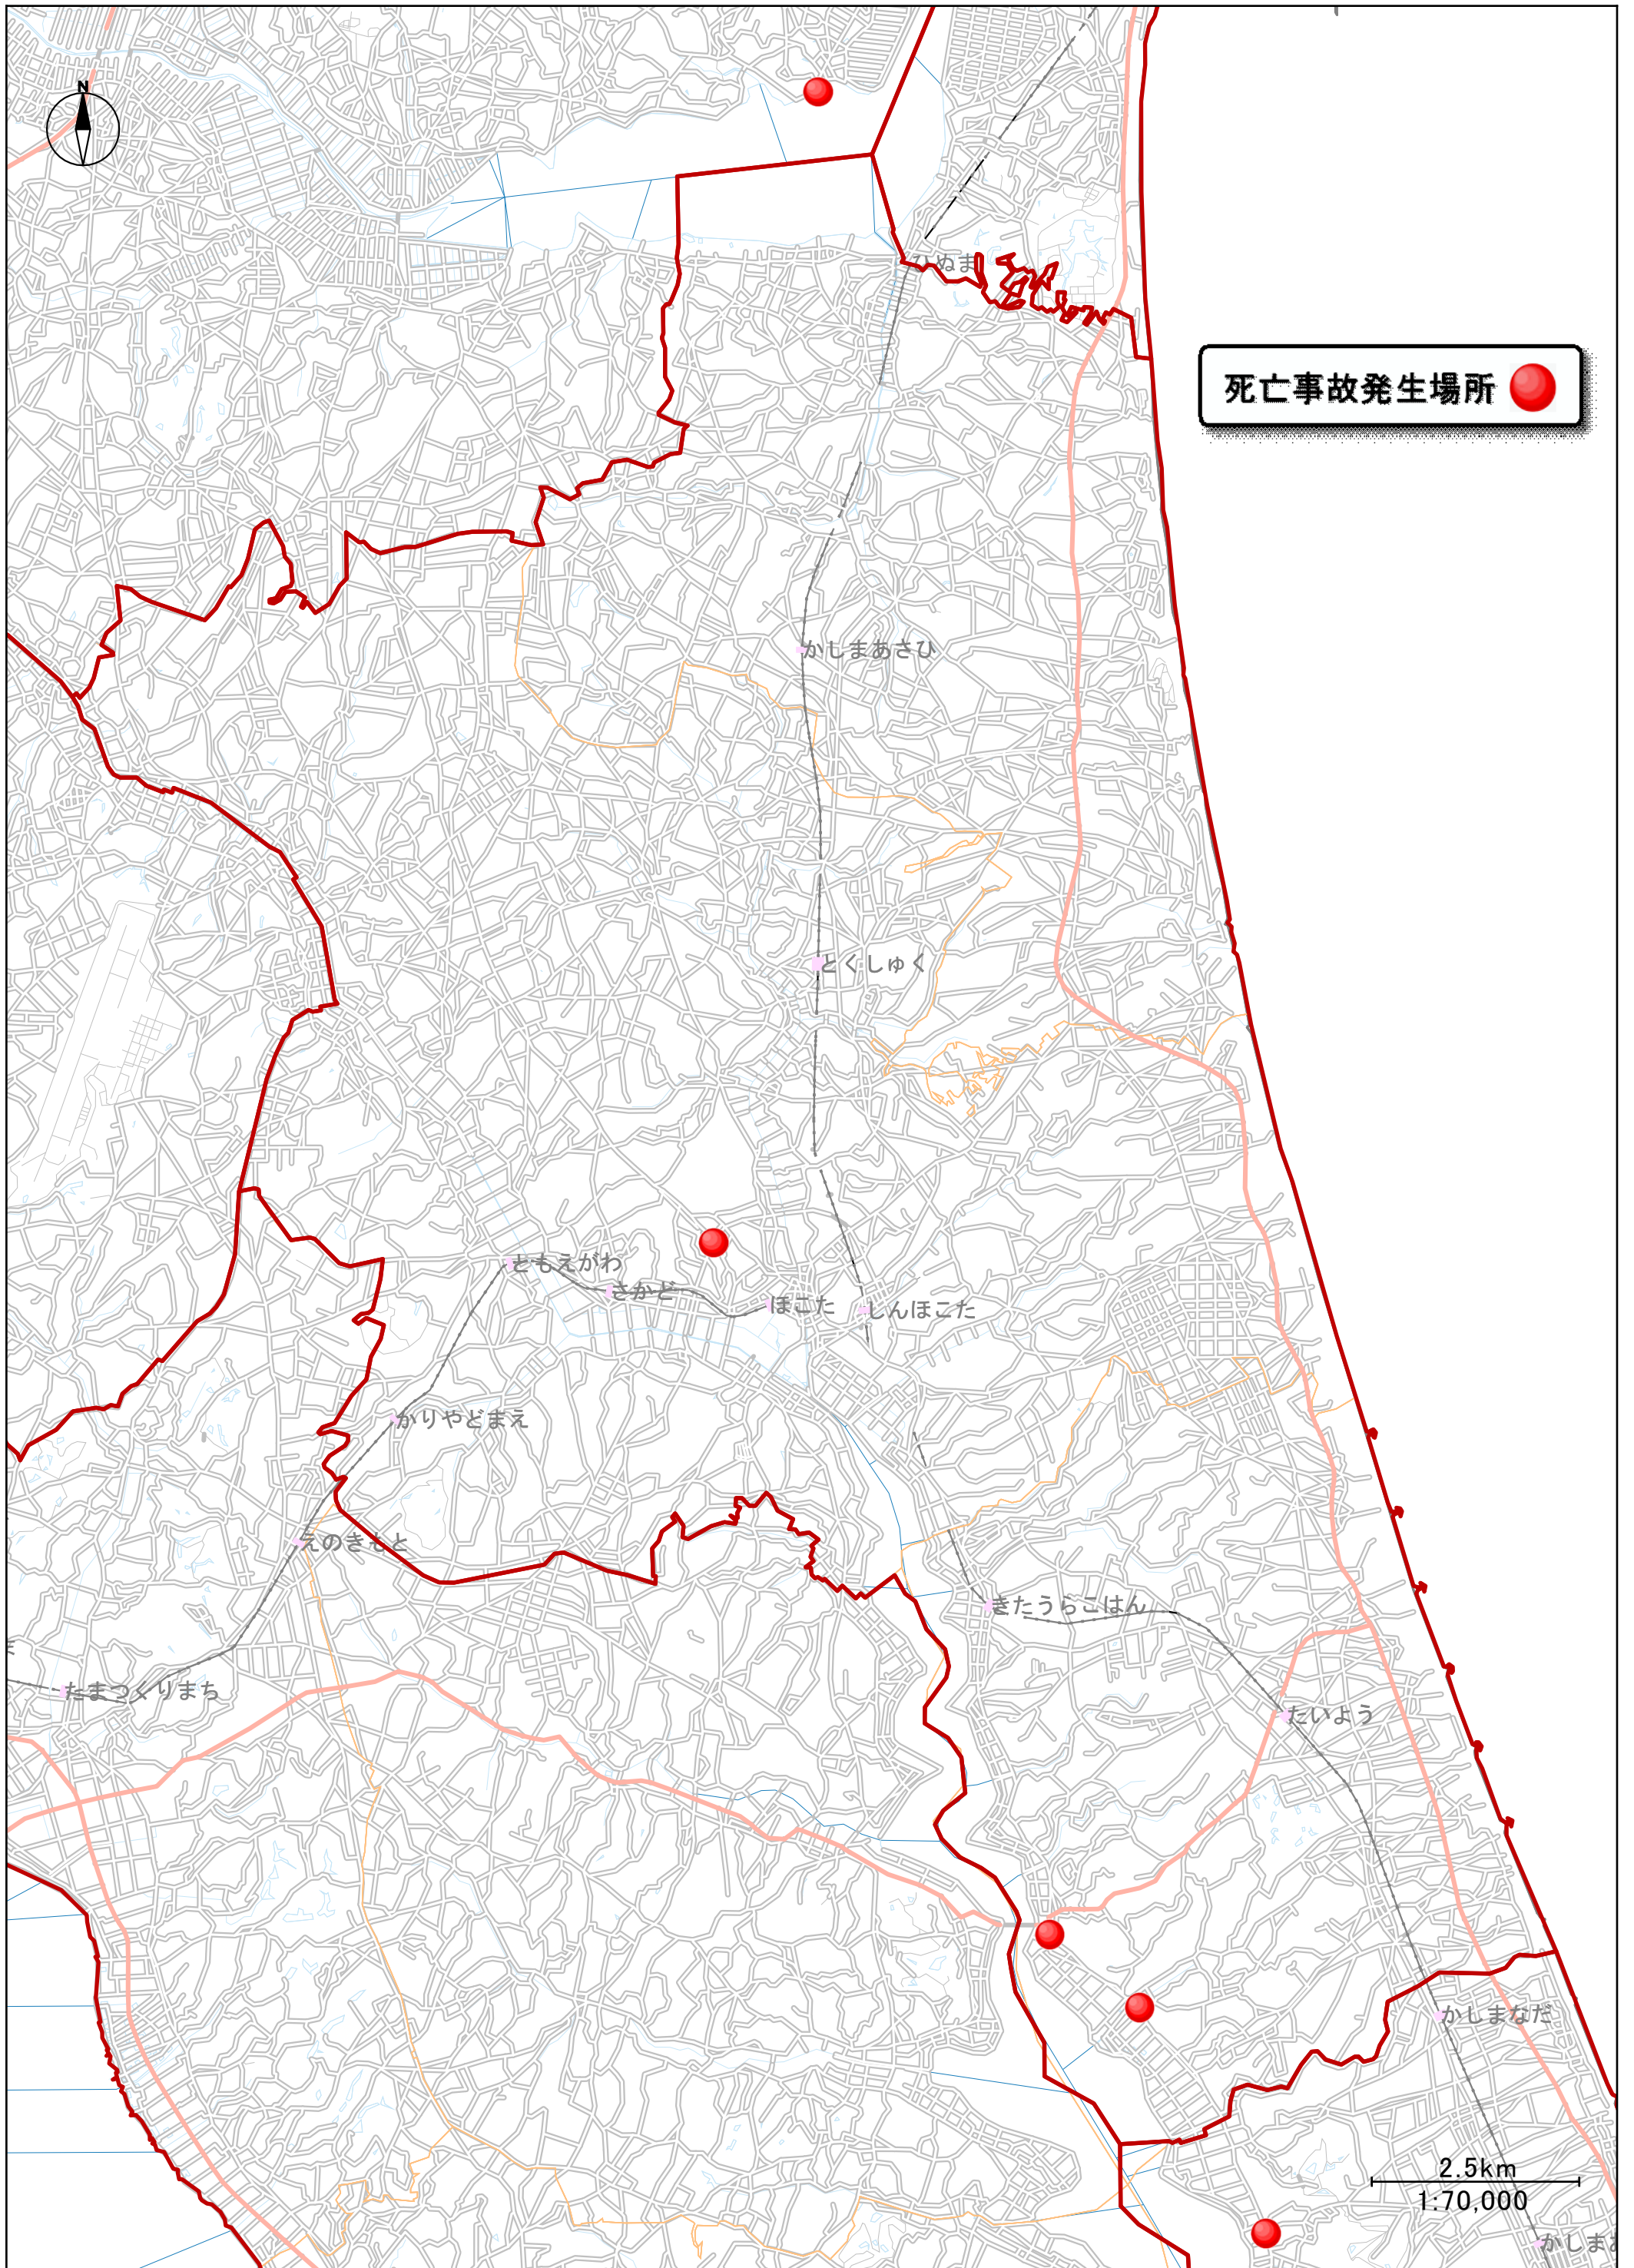 N
ひぬま
死亡事故発生場所
かしまあさひ
とくしゅく
ともえがわ
さかど
ほこた
しんほこた
かりやどまえ
えのきもと
きたうらこはん
たまつくりまち
たいよう
かしまなだ
2.5km
1:70,000
かしま